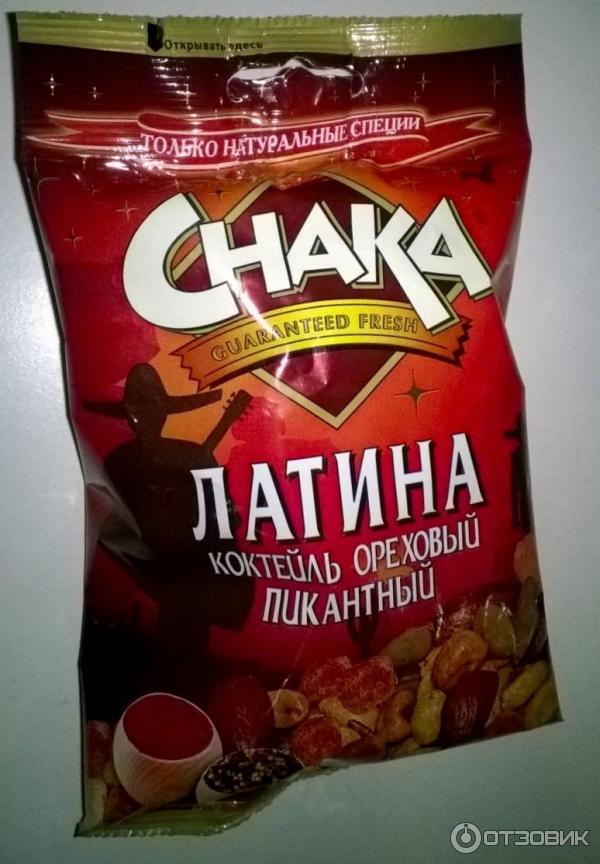 Открывать здесь
ТОЛЬКО НАТУРАЛЬНЫЕ СПЕЦИИ
CHAKA
GUARANTEED FRESH
ЛАТИНА
КОКТЕЙЛЬ ОРЕХОВЫЙ
ПИКАНТНЫЙ
ОТЗОВИК